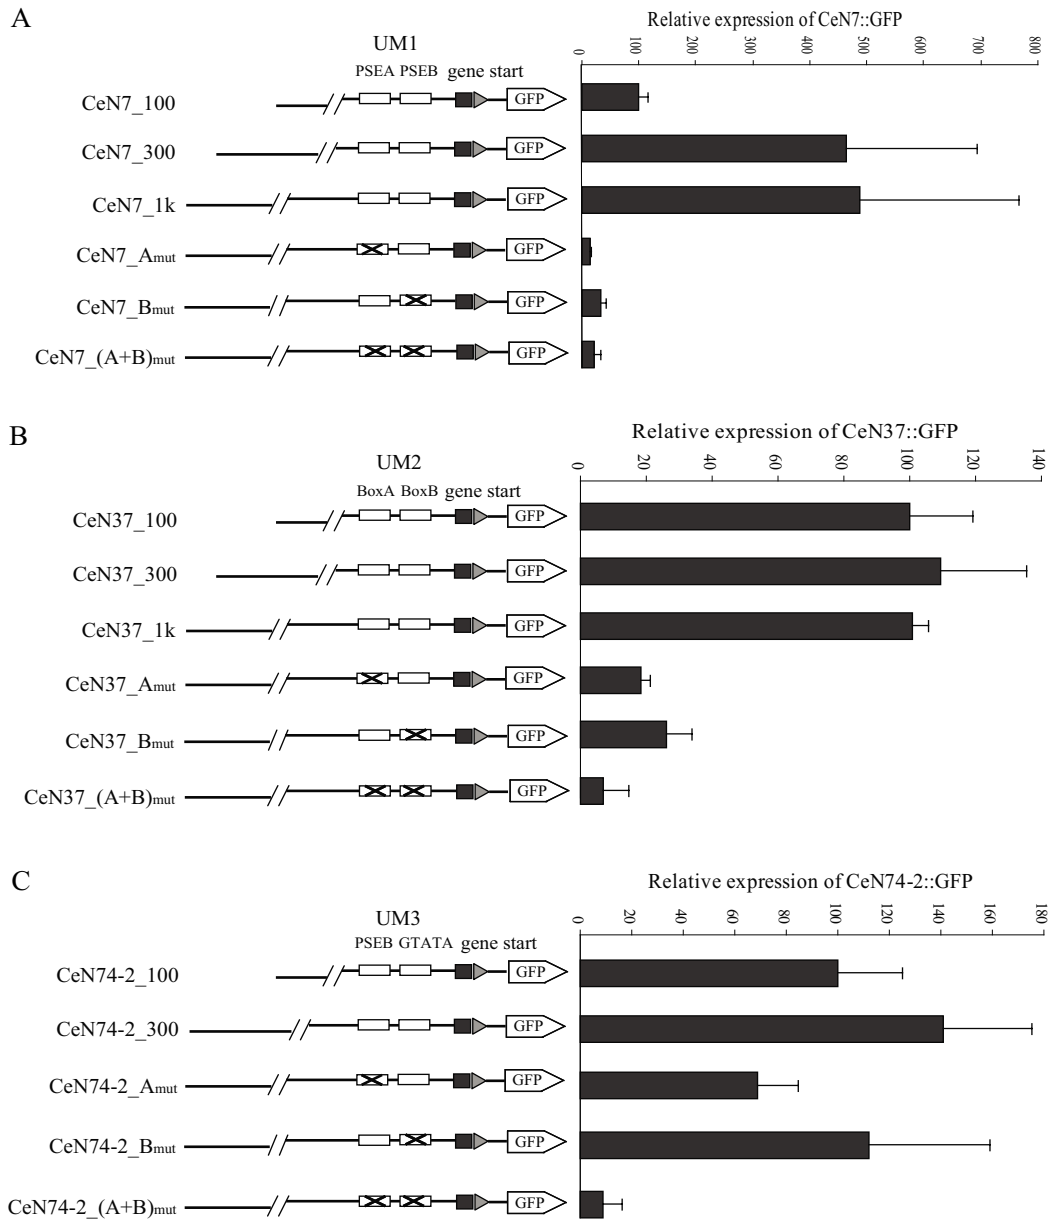 A
Relative expression of CeN7::GFP
0 100 200 300 400 500 600 700 800
UM1
PSEA PSEB gene start
CeN7_100 GFP
CeN7_300 GFP
CeN7_1k GFP
CeN7_Amut GFP
CeN7_Bmut GFP
CeN7_(A+B)mut GFP
B
Relative expression of CeN37::GFP
0 20 40 60 80 100 120 140
UM2
BoxA BoxB gene start
CeN37_100 GFP
CeN37_300 GFP
CeN37_1k GFP
CeN37_Amut GFP
CeN37_Bmut GFP
CeN37_(A+B)mut GFP
C
Relative expression of CeN74-2::GFP
0 20 40 60 80 100 120 140 160 180
UM3
PSEB GTATA gene start
CeN74-2_100 GFP
CeN74-2_300 GFP
CeN74-2_Amut GFP
CeN74-2_Bmut GFP
CeN74-2_(A+B)mut GFP